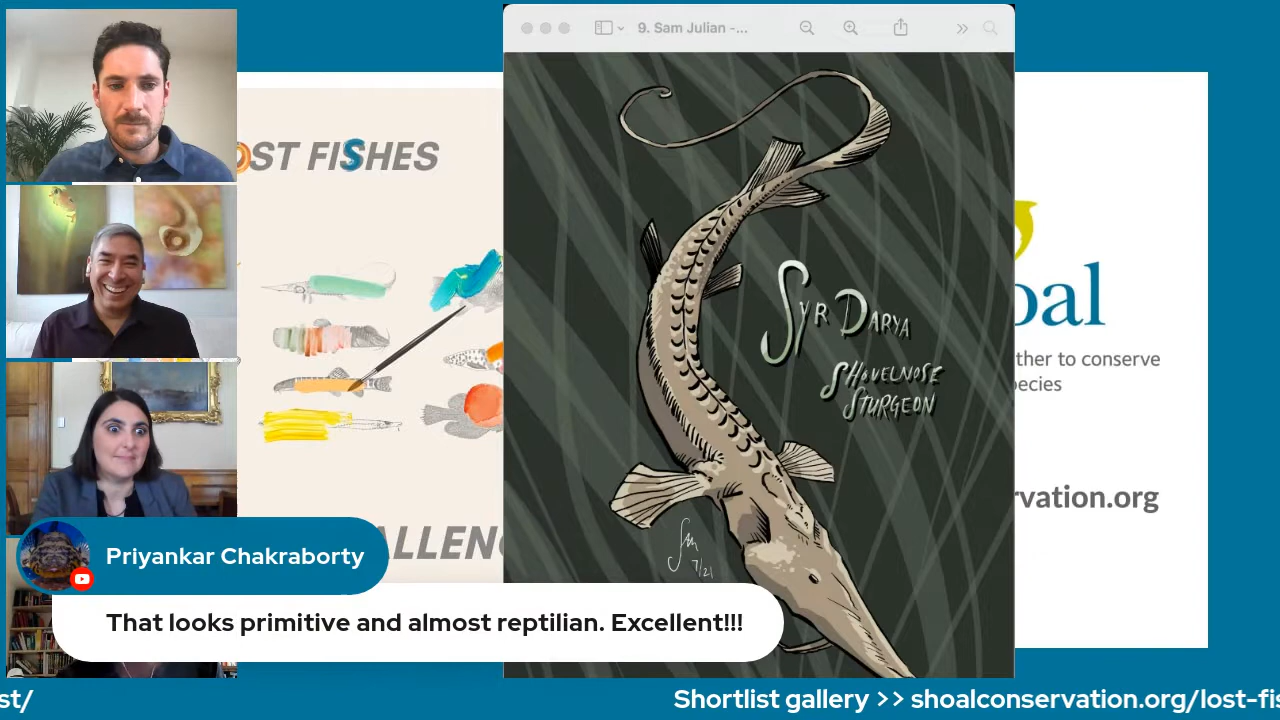 9. Sam Julian -...
OST FISHES
SYR DARYA
SHOVELNOSE
STURGEON
oal
ther to conserve
pecies
rvation.org
Sam
7/21
ALLENG
Priyankar Chakraborty
That looks primitive and almost reptilian. Excellent!!!
st/
Shortlist gallery >> shoalconservation.org/lost-fis